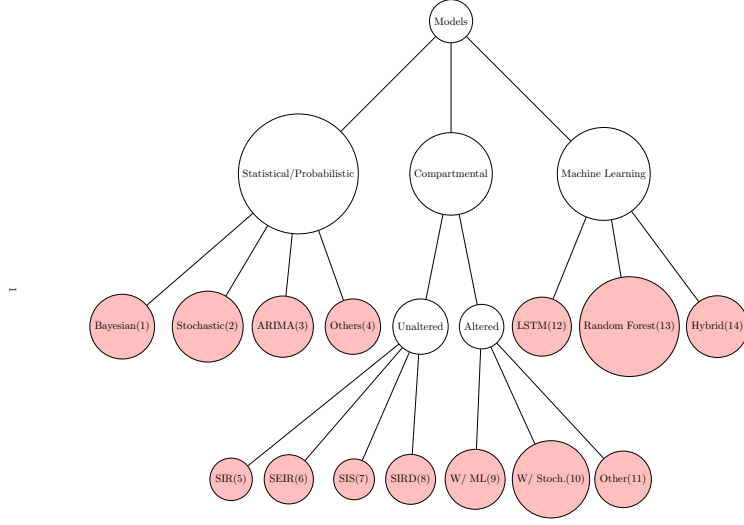 Models
Statistical/Probabilistic
Compartmental
Machine Learning
Bayesian(1)
Stochastic(2)
ARIMA(3)
Others(4)
Unaltered
Altered
LSTM(12)
Random Forest(13)
Hybrid(14)
SIR(5)
SEIR(6)
SIS(7)
SIRD(8)
W/ ML(9)
W/ Stoch.(10)
Other(11)
1